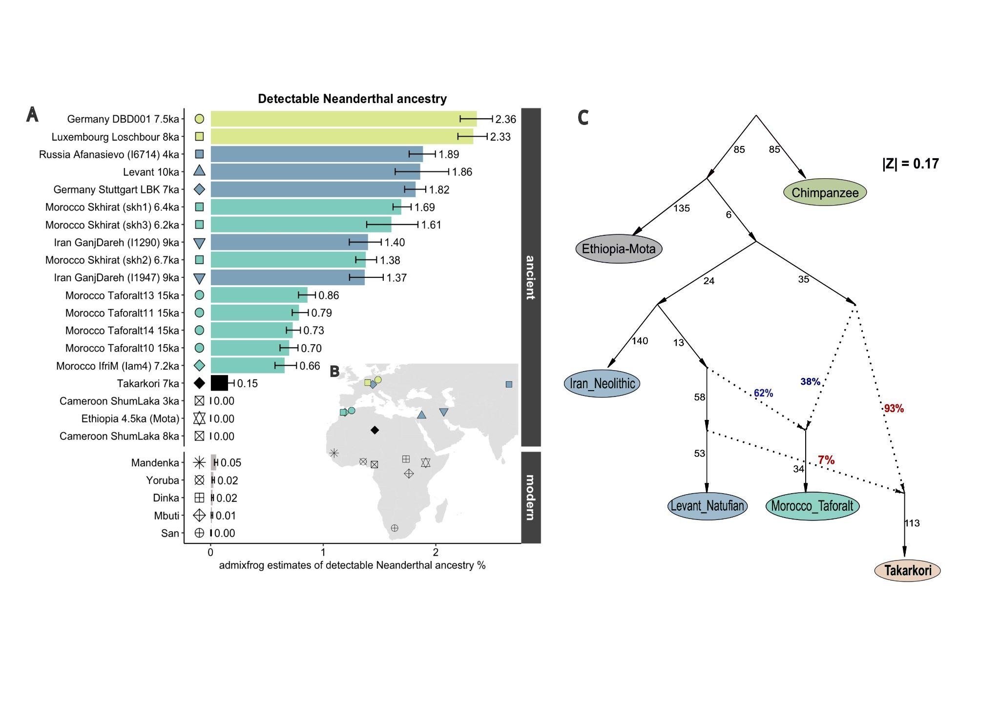 A
Detectable Neanderthal ancestry
Germany DBD001 7.5ka 2.36
Luxembourg Loschbour 8ka 2.33
Russia Afanasievo (I6714) 4ka 1.89
Levant 10ka 1.86
Germany Stuttgart LBK 7ka 1.82
Morocco Skhirat (skh1) 6.4ka 1.69
Morocco Skhirat (skh3) 6.2ka 1.61
Iran GanjDareh (I1290) 9ka 1.40
Morocco Skhirat (skh2) 6.7ka 1.38
Iran GanjDareh (I1947) 9ka 1.37
Morocco Taforalt13 15ka 0.86
Morocco Taforalt11 15ka 0.79
Morocco Taforalt14 15ka 0.73
Morocco Taforalt10 15ka 0.70
Morocco IfriM (Iam4) 7.2ka 0.66
Takarkori 7ka 0.15
Cameroon ShumLaka 3ka 0.00
Ethiopia 4.5ka (Mota) 0.00
Cameroon ShumLaka 8ka 0.00
ancient
Mandenka 0.05
Yoruba 0.02
Dinka 0.02
Mbuti 0.01
San 0.00
modern
0 1 2
admixfrog estimates of detectable Neanderthal ancestry %
B
C
85 85
|Z| = 0.17
Chimpanzee
135 6
Ethiopia-Mota
24 35
140 13
Iran_Neolithic
38%
62%
58
93%
53
7%
34
Levant_Natufian
Morocco_Taforalt
113
Takarkori